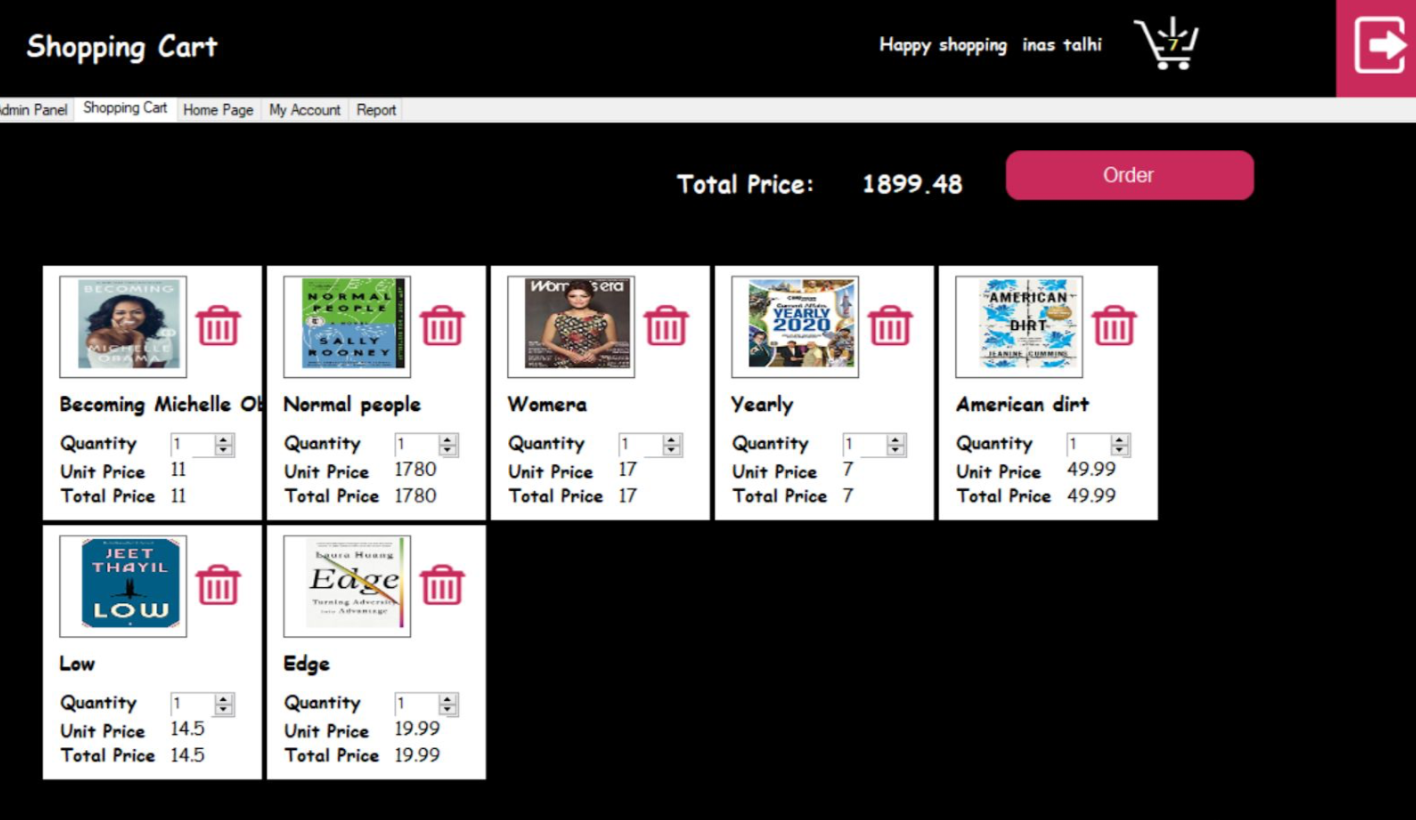 Shopping Cart
Happy shopping inas talhi
7
dmin Panel
Shopping Cart
Home Page
My Account
Report
Total Price: 1899.48
Order
BECOMING
MICHELLE
OBAMA
Becoming Michelle Ob
Quantity 1
Unit Price 11
Total Price 11
NORMAL
PEOPLE
SALLY
ROONEY
Normal people
Quantity 1
Unit Price 1780
Total Price 1780
Wom 's era
Womera
Quantity 1
Unit Price 17
Total Price 17
Current Affairs
YEARLY
2020
Yearly
Quantity 1
Unit Price 7
Total Price 7
AMERICAN
DIRT
JEANINE CUMMINS
American dirt
Quantity 1
Unit Price 49.99
Total Price 49.99
JEET
THAYIL
LOW
Low
Quantity 1
Unit Price 14.5
Total Price 14.5
Laura Huang
Edge
Turning Adversity
into Advantage
Edge
Quantity 1
Unit Price 19.99
Total Price 19.99